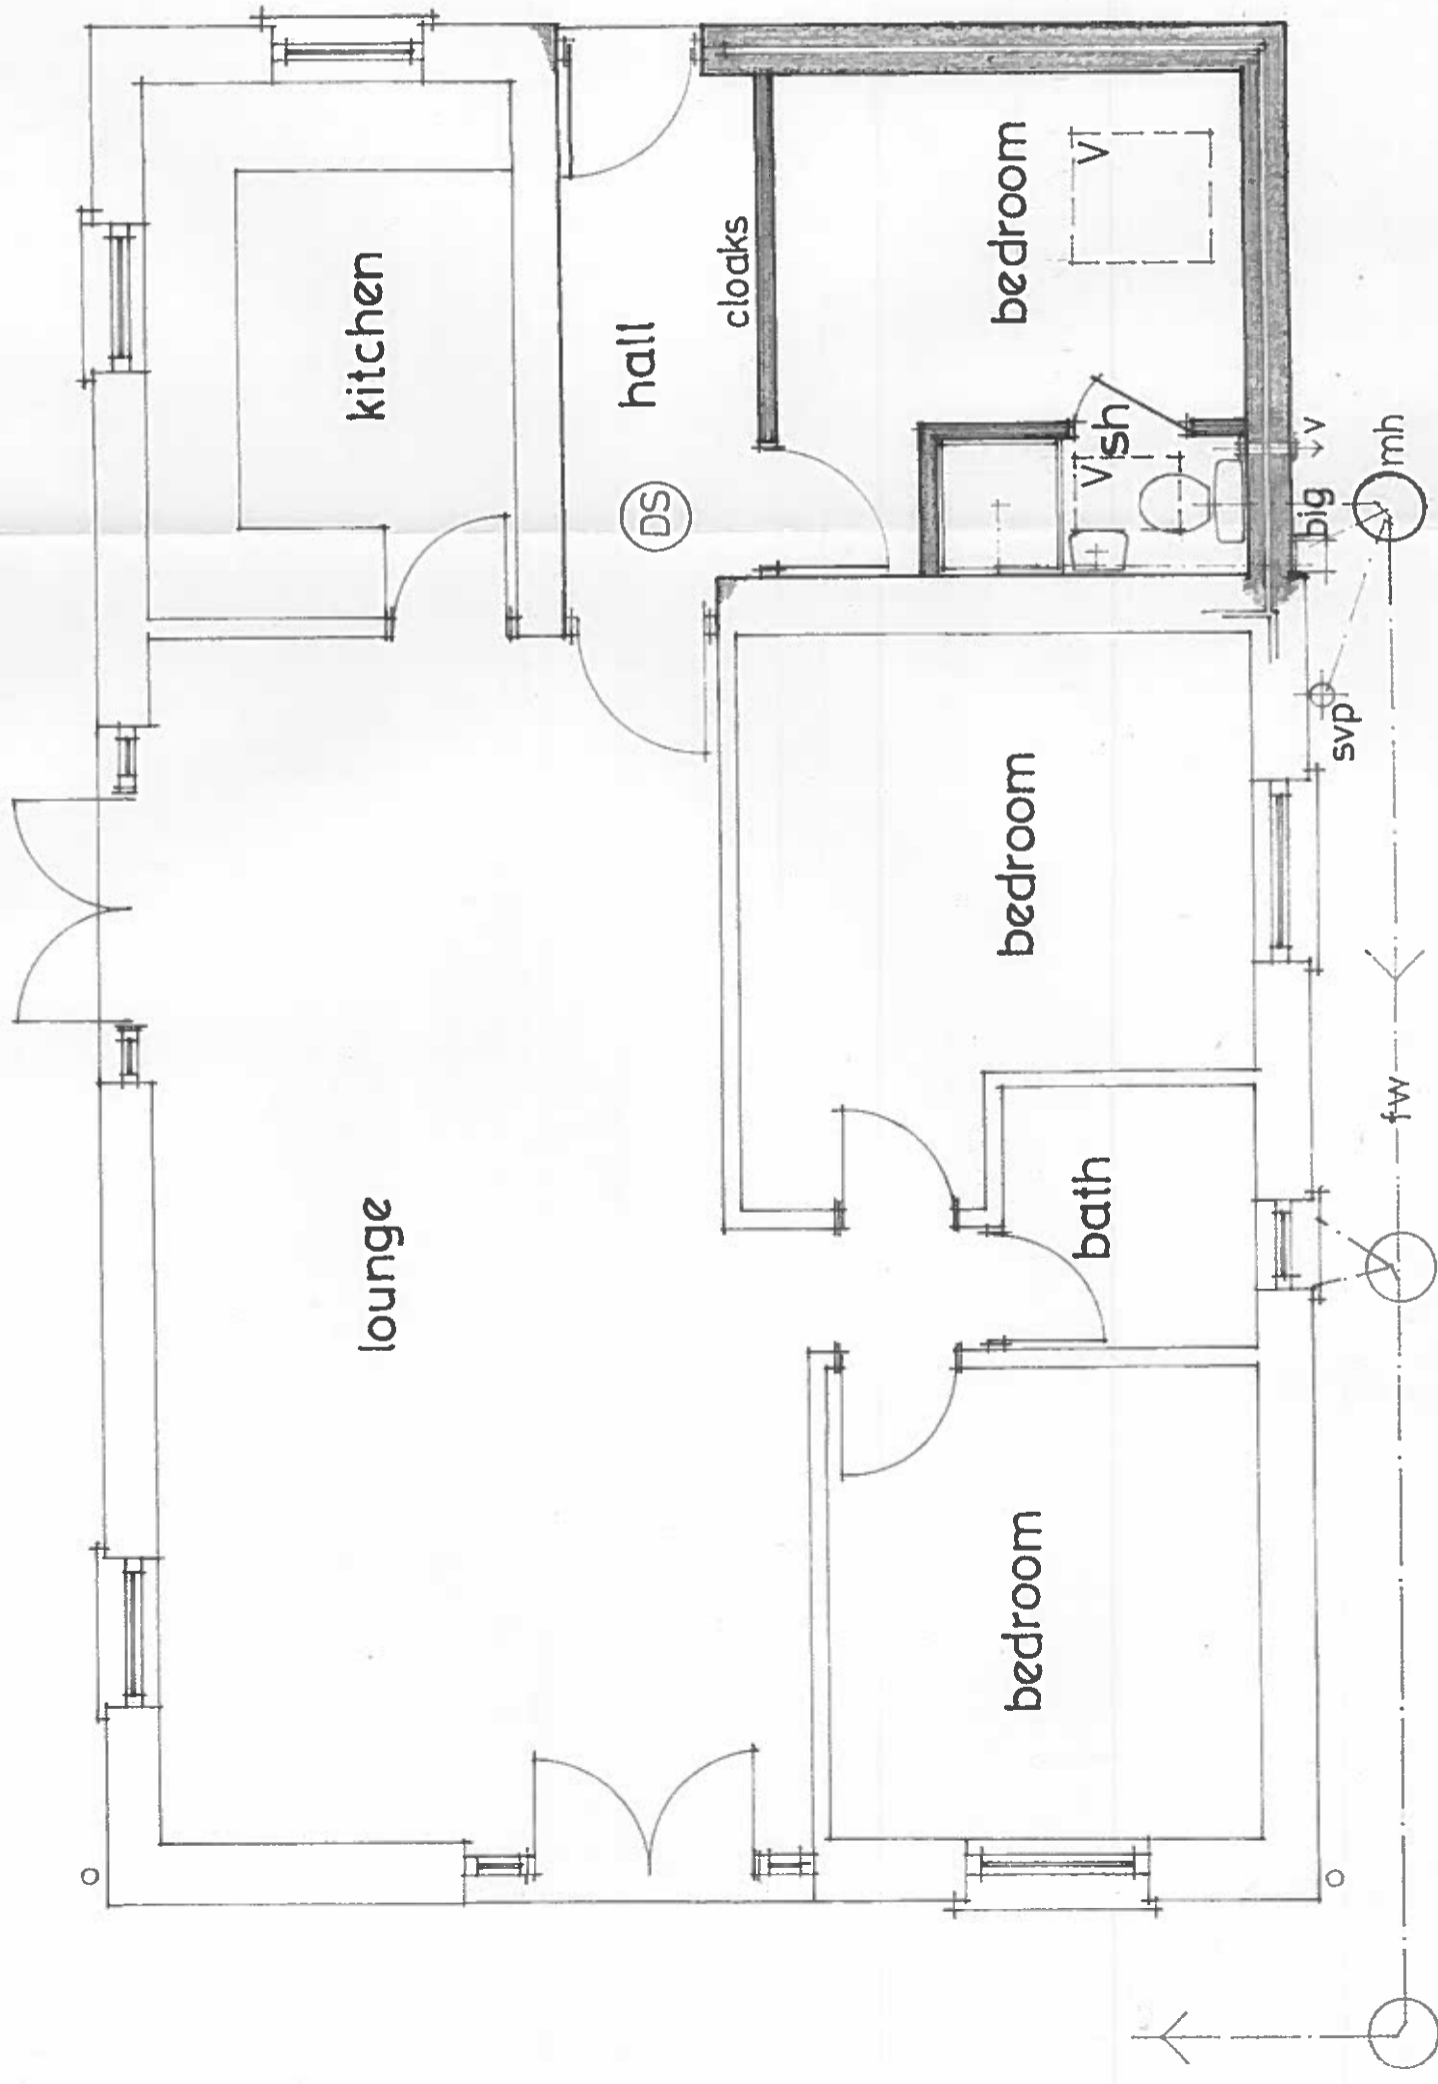 kitchen
hall
cloaks
bedroom
V
DS
V
sh
v
big
mh
svp
lounge
bedroom
bath
fw
bedroom